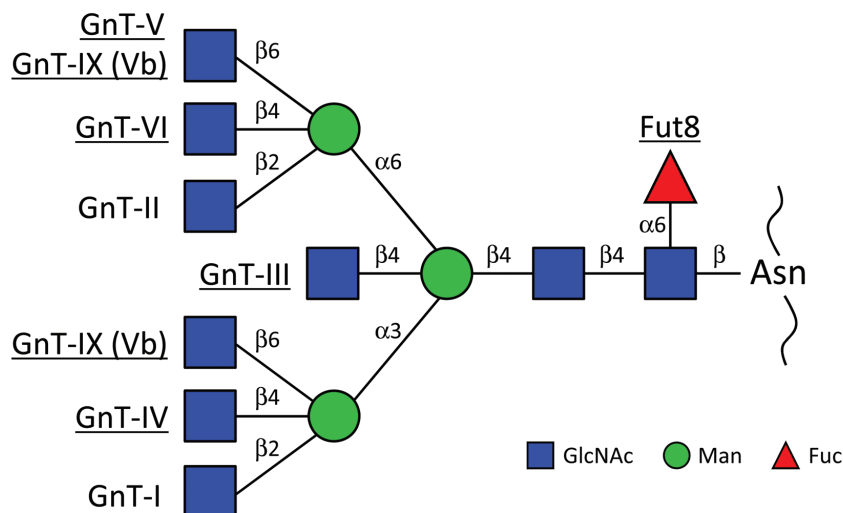 GnT-V
GnT-IX (Vb)
β6
GnT-VI
β4
Fut8
β2
α6
GnT-II
α6
GnT-III
β4
β4
β4
β
Asn
α3
GnT-IX (Vb)
β6
β4
GnT-IV
β2
GlcNAc
Man
Fuc
GnT-I